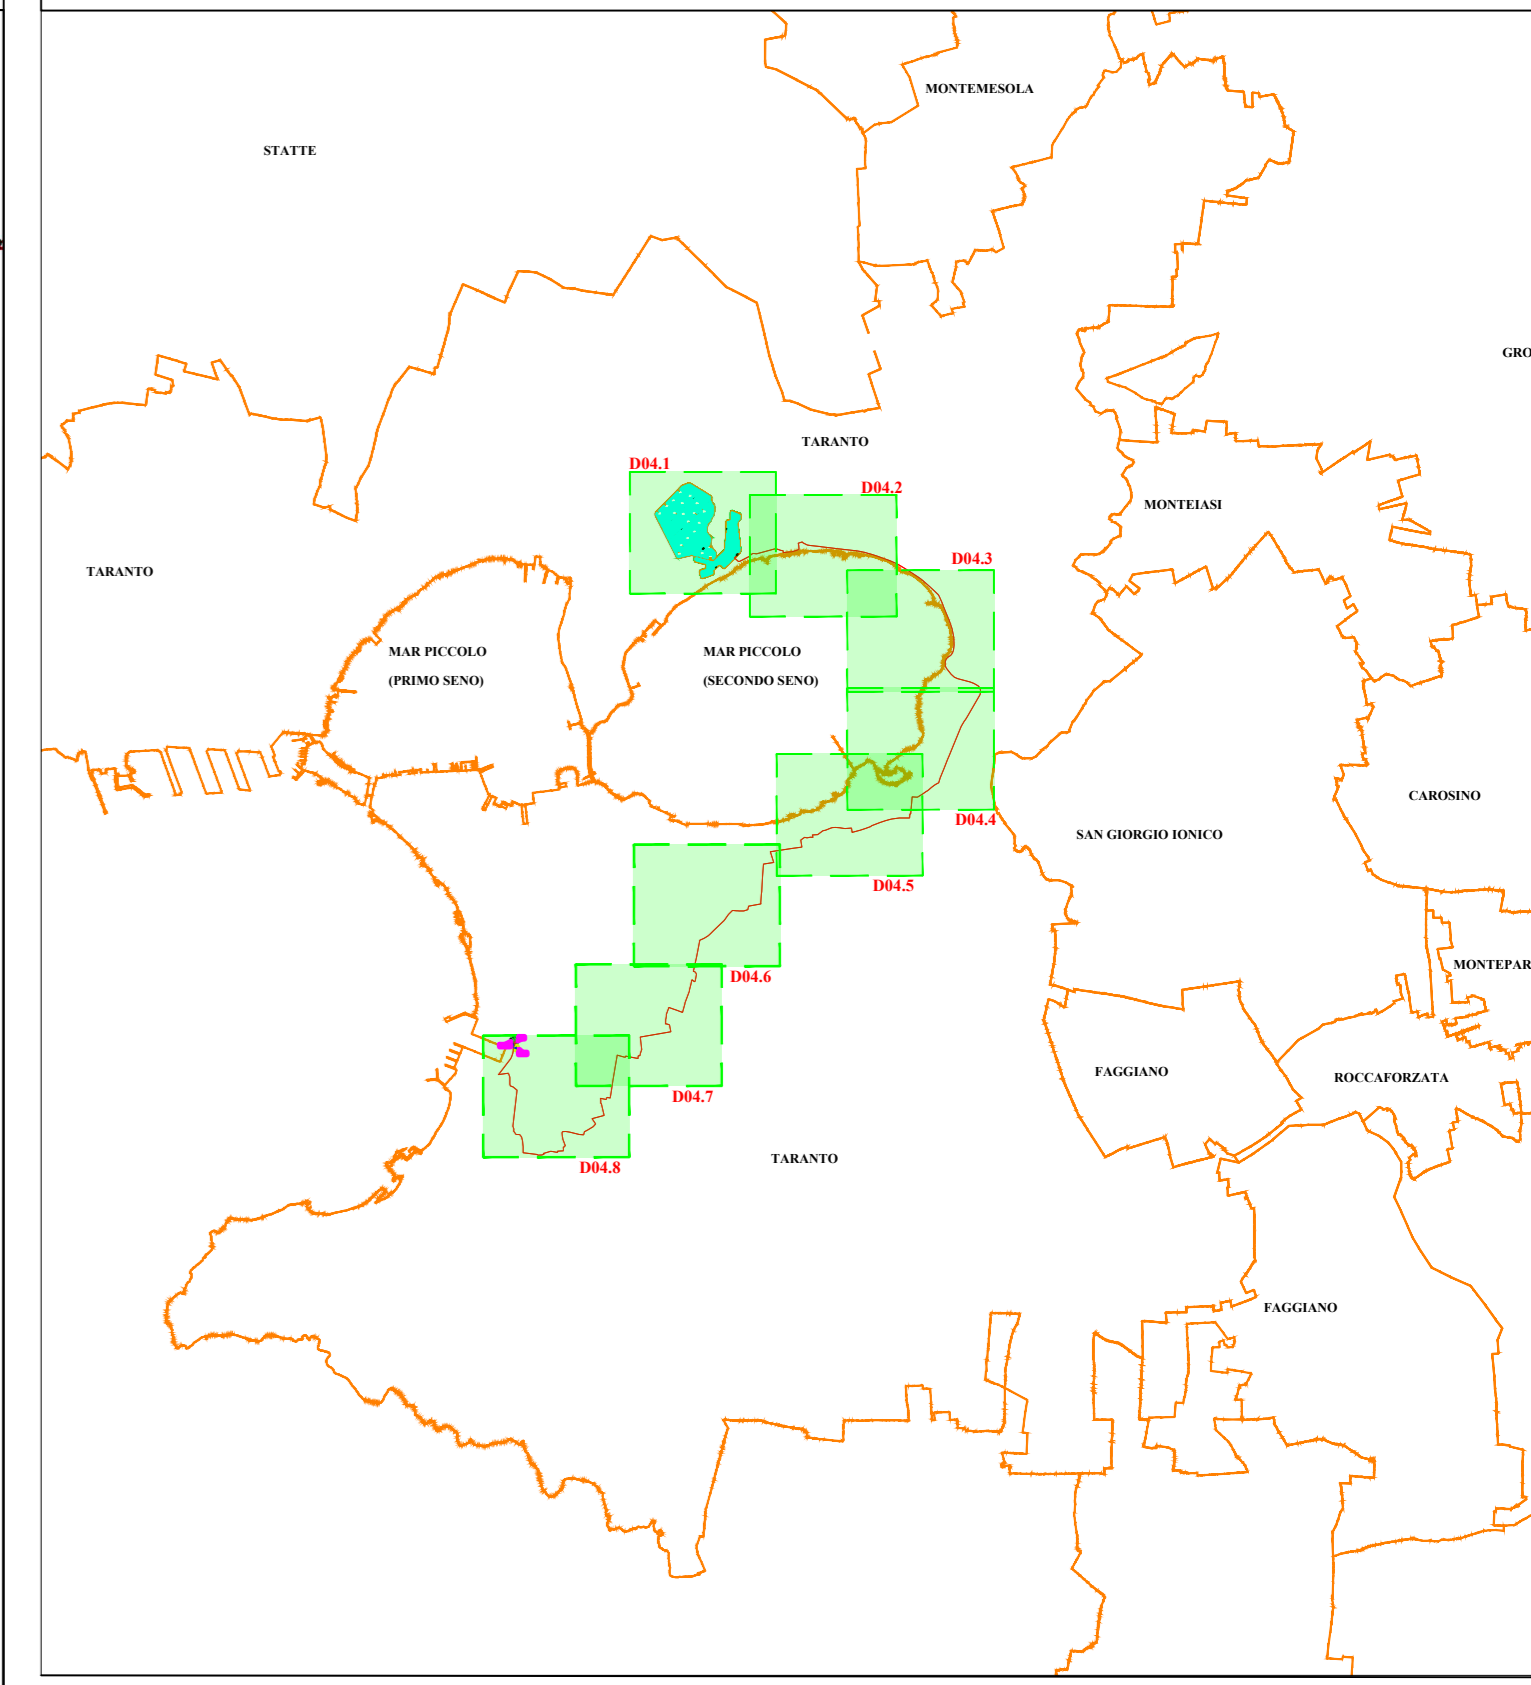 MONTEMESOLA
STATTE
GRO
TARANTO
D04.1
D04.2
MONTEIASI
D04.3
TARANTO
MAR PICCOLO
(PRIMO SENO)
MAR PICCOLO
(SECONDO SENO)
CAROSINO
D04.4
SAN GIORGIO IONICO
D04.5
MONTEPAR
D04.6
FAGGIANO
ROCCAFORZATA
D04.7
TARANTO
D04.8
FAGGIANO